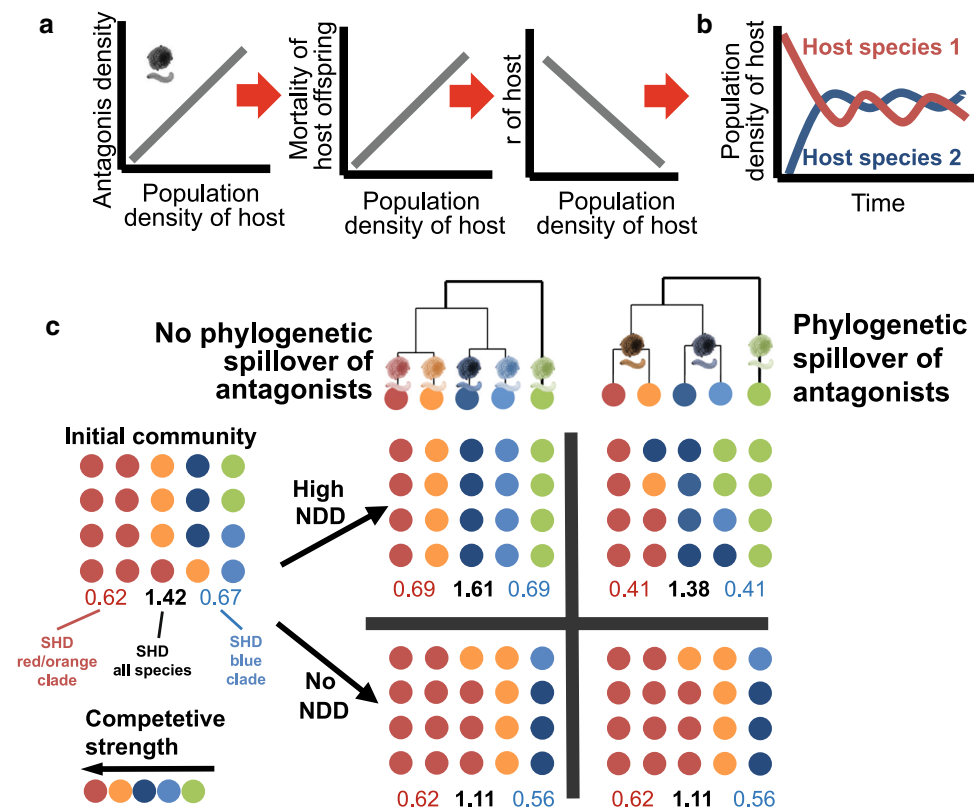 a
Antagonis density
Population
density of host
Mortality of
host offspring
Population
density of host
r of host
Population
density of host
b
Population
density of host
Host species 1
Host species 2
Time
c
No phylogenetic
spillover of
antagonists
Phylogenetic
spillover of
antagonists
Initial community
0.62 1.42 0.67
SHD
red/orange
clade
SHD
all species
SHD
blue
clade
High
NDD
No
NDD
0.69 1.61 0.69
0.41 1.38 0.41
0.62 1.11 0.56
0.62 1.11 0.56
Competetive
strength